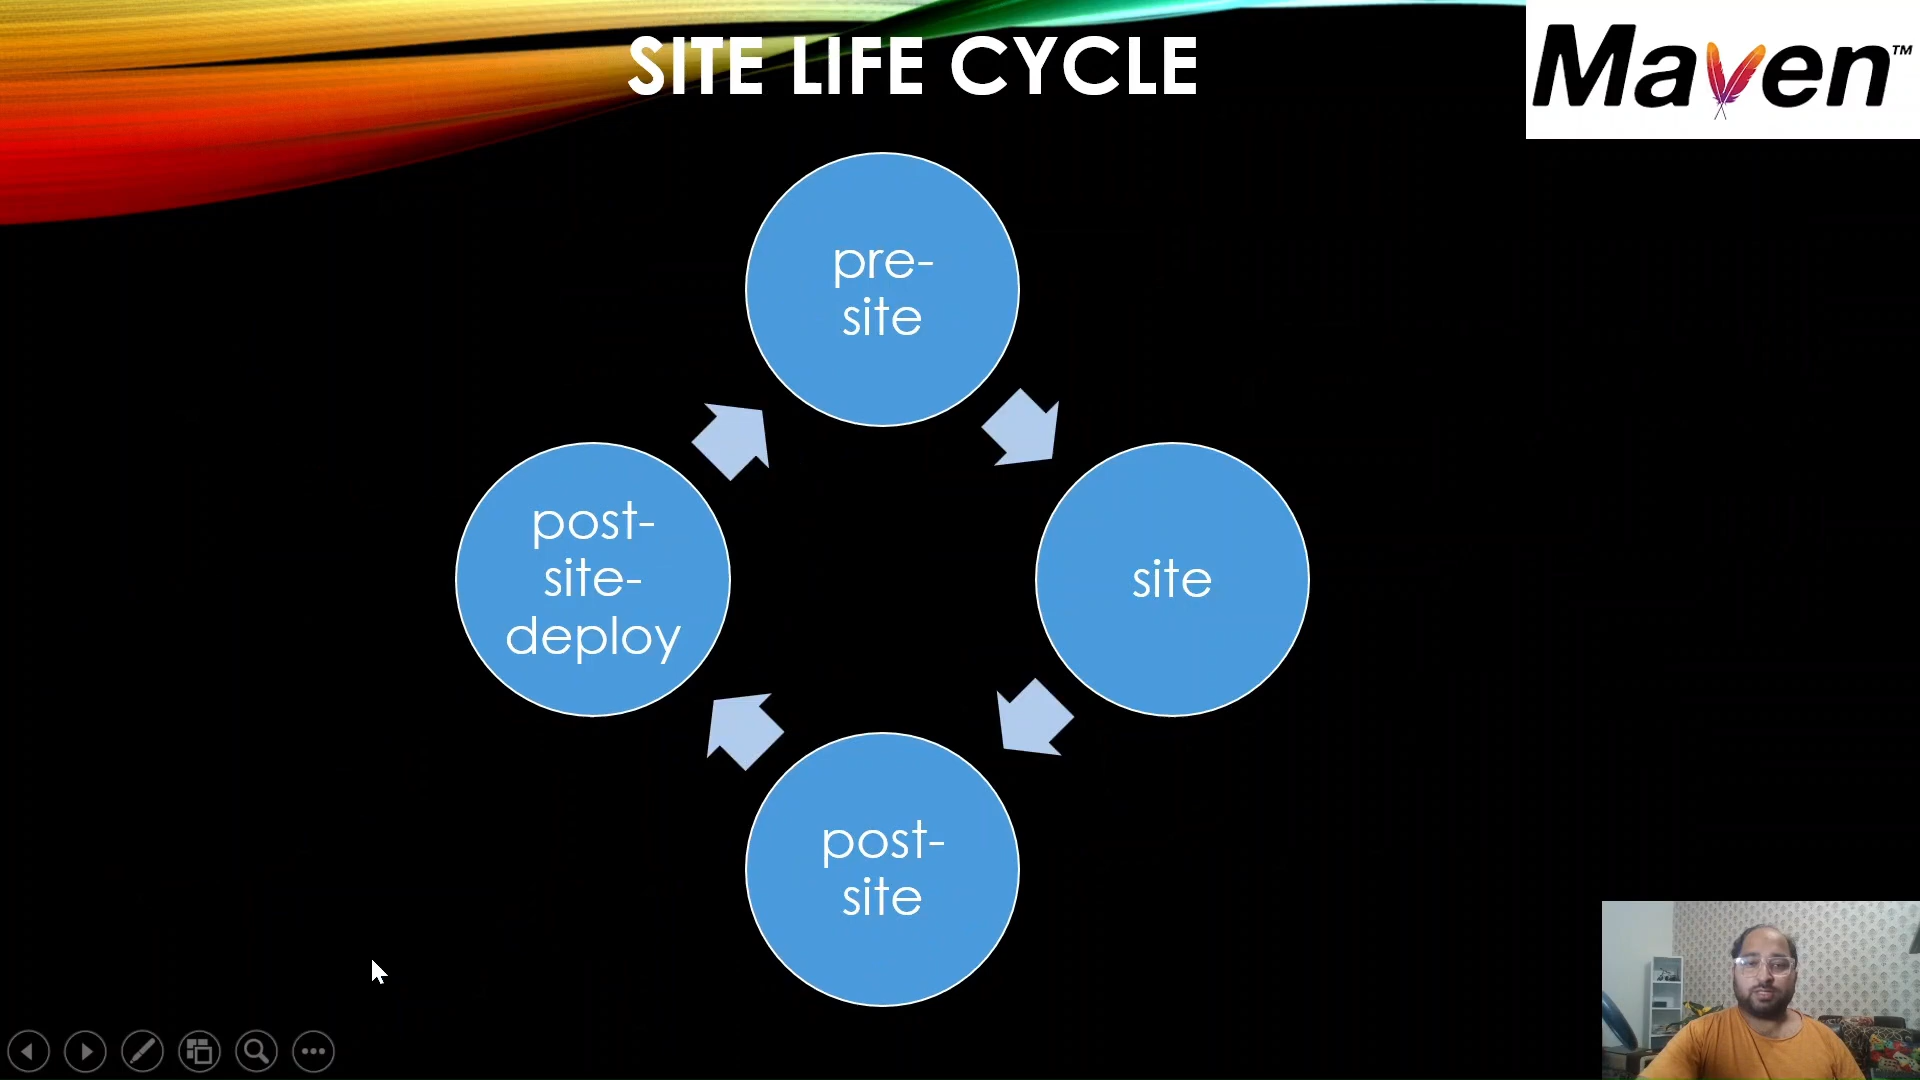 SITE LIFE CYCLE
Maven™
pre-
site
site
post-
site
post-
site-
deploy